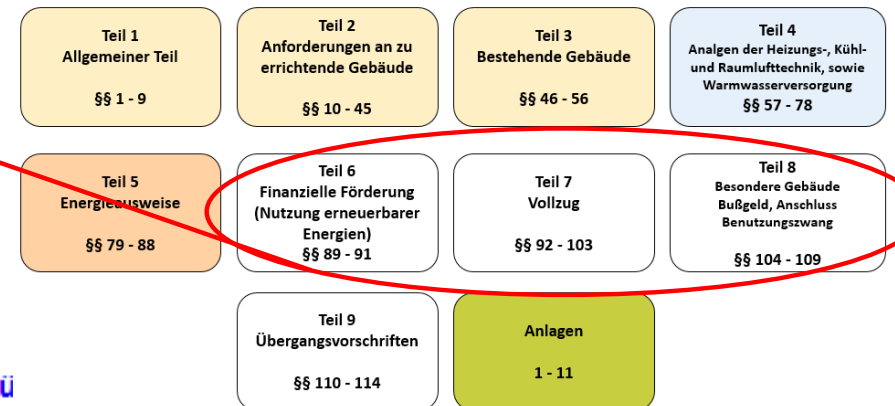 Teil 1
Allgemeiner Teil
§§ 1 - 9
Teil 2
Anforderungen an zu
errichtende Gebäude
§§ 10 - 45
Teil 3
Bestehende Gebäude
§§ 46 - 56
Teil 4
Analgen der Heizungs-, Kühl-
und Raumlufttechnik, sowie
Warmwasserversorgung
§§ 57 - 78
Teil 5
Energieausweise
§§ 79 - 88
Teil 6
Finanzielle Förderung
(Nutzung erneuerbarer
Energien)
§§ 89 - 91
Teil 7
Vollzug
§§ 92 - 103
Teil 8
Besondere Gebäude
Bußgeld, Anschluss
Benutzungszwang
§§ 104 - 109
Teil 9
Übergangsvorschriften
§§ 110 - 114
Anlagen
1 - 11
ü